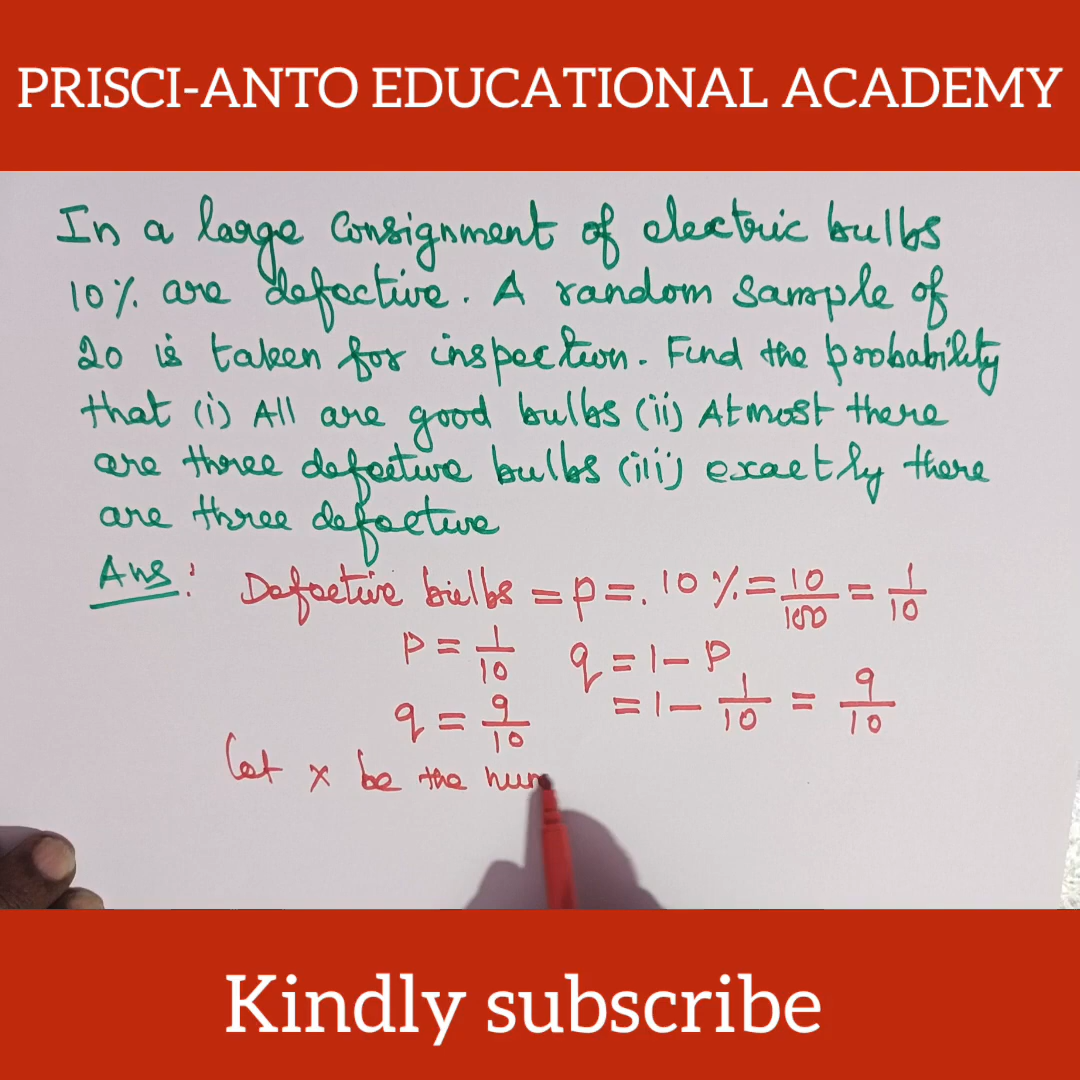 PRISCI-ANTO EDUCATIONAL ACADEMY
In a large consignment of electric bulbs
10% are defective. A random sample of
20 is taken for inspection. Find the probability
that (i) All are good bulbs (ii) Atmost there
are three defective bulbs (iii) exactly there
are three defective
Ans: Defective bulbs = p = . 10% = 10/100 = 1/10
p = 1/10 q = 1 - p
q = 9/10 = 1 - 1/10 = 9/10
Let x be the num
Kindly subscribe